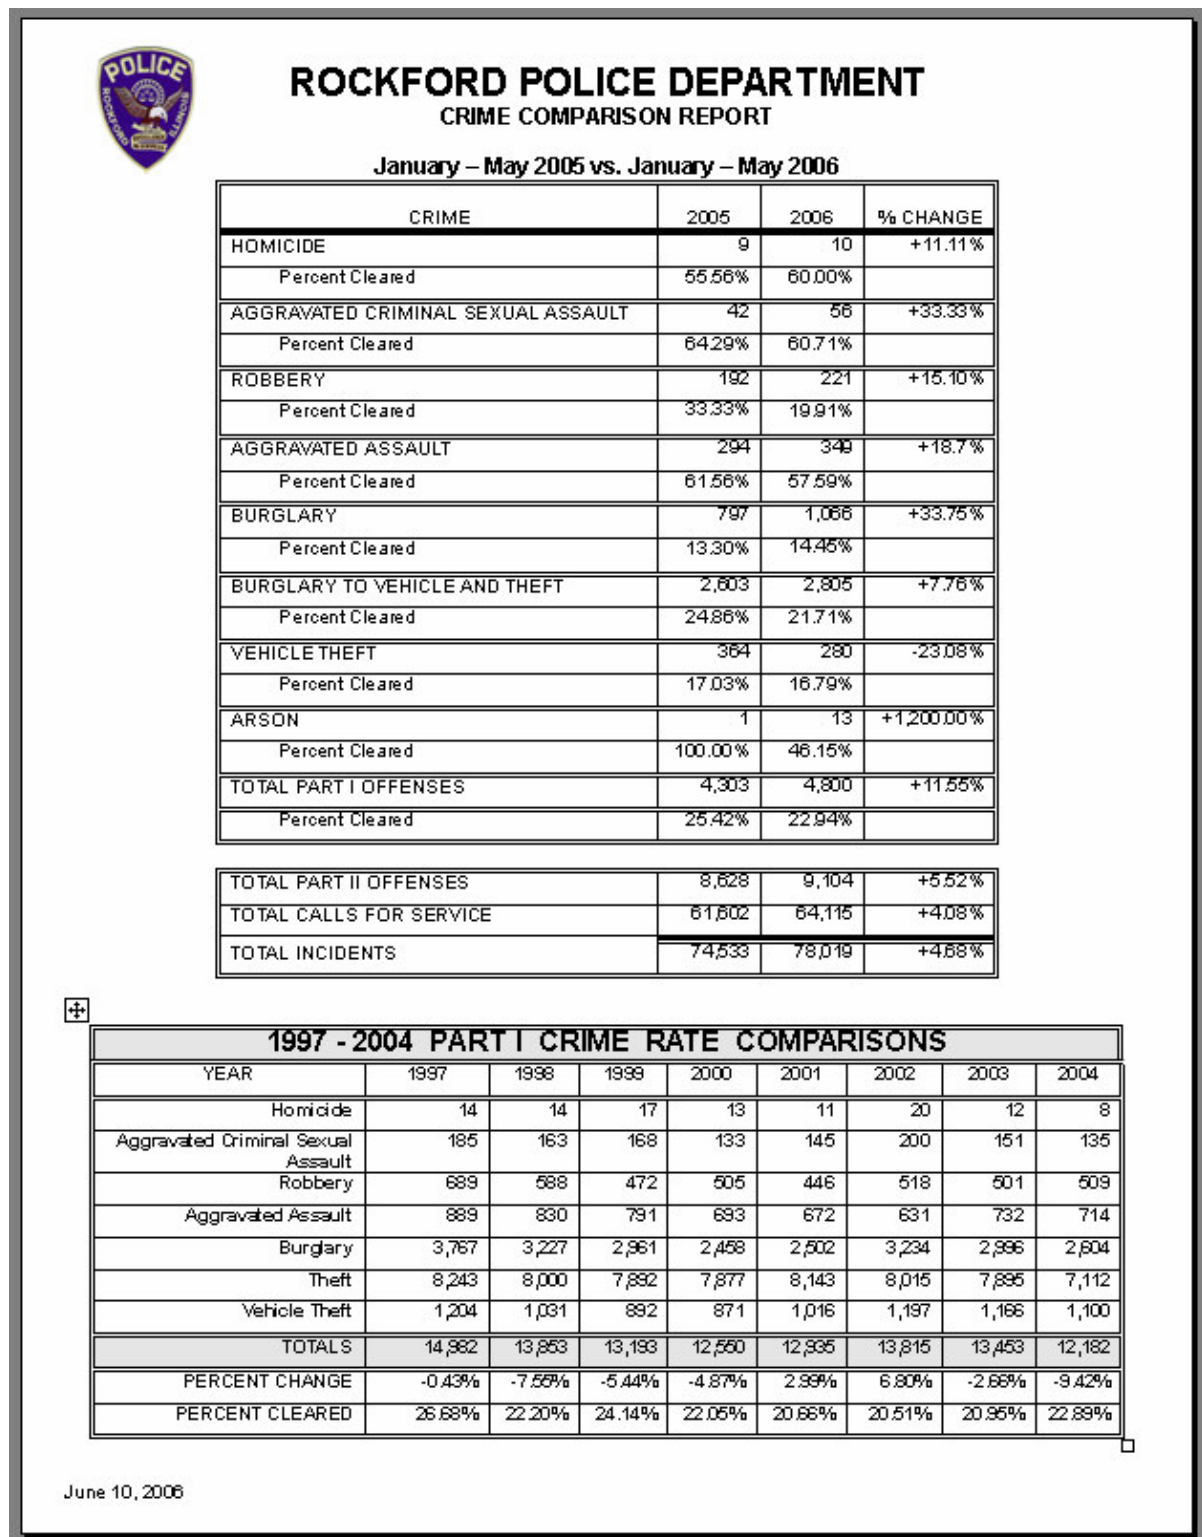 POLICE
ROCKFORD ILLINOIS
ROCKFORD POLICE DEPARTMENT
CRIME COMPARISON REPORT
January – May 2005 vs. January – May 2006
CRIME 2005 2006 % CHANGE
HOMICIDE 9 10 +11.11%
Percent Cleared 55.56% 60.00%
AGGRAVATED CRIMINAL SEXUAL ASSAULT 42 56 +33.33%
Percent Cleared 64.29% 60.71%
ROBBERY 192 221 +15.10%
Percent Cleared 33.33% 19.91%
AGGRAVATED ASSAULT 294 349 +18.7%
Percent Cleared 61.56% 57.59%
BURGLARY 797 1,066 +33.75%
Percent Cleared 13.30% 14.45%
BURGLARY TO VEHICLE AND THEFT 2,603 2,805 +7.76%
Percent Cleared 24.86% 21.71%
VEHICLE THEFT 364 280 -23.08%
Percent Cleared 17.03% 16.79%
ARSON 1 13 +1,200.00%
Percent Cleared 100.00% 46.15%
TOTAL PART I OFFENSES 4,303 4,800 +11.55%
Percent Cleared 25.42% 22.94%
TOTAL PART II OFFENSES 8,628 9,104 +5.52%
TOTAL CALLS FOR SERVICE 61,602 64,115 +4.08%
TOTAL INCIDENTS 74,533 78,019 +4.68%
1997 - 2004 PART I CRIME RATE COMPARISONS
YEAR 1997 1998 1999 2000 2001 2002 2003 2004
Homicide 14 14 17 13 11 20 12 8
Aggravated Criminal Sexual 185 163 168 133 145 200 151 135
Assault
Robbery 689 588 472 505 446 518 501 509
Aggravated Assault 889 830 791 693 672 631 732 714
Burglary 3,767 3,227 2,961 2,458 2,502 3,234 2,996 2,604
Theft 8,243 8,000 7,892 7,877 8,143 8,015 7,895 7,112
Vehicle Theft 1,204 1,031 892 871 1,016 1,197 1,166 1,100
TOTALS 14,982 13,853 13,193 12,550 12,935 13,815 13,453 12,182
PERCENT CHANGE -0.43% -7.55% -5.44% -4.87% 2.99% 6.80% -2.66% -9.42%
PERCENT CLEARED 26.68% 22.20% 24.14% 22.05% 20.66% 20.51% 20.95% 22.89%
June 10, 2006